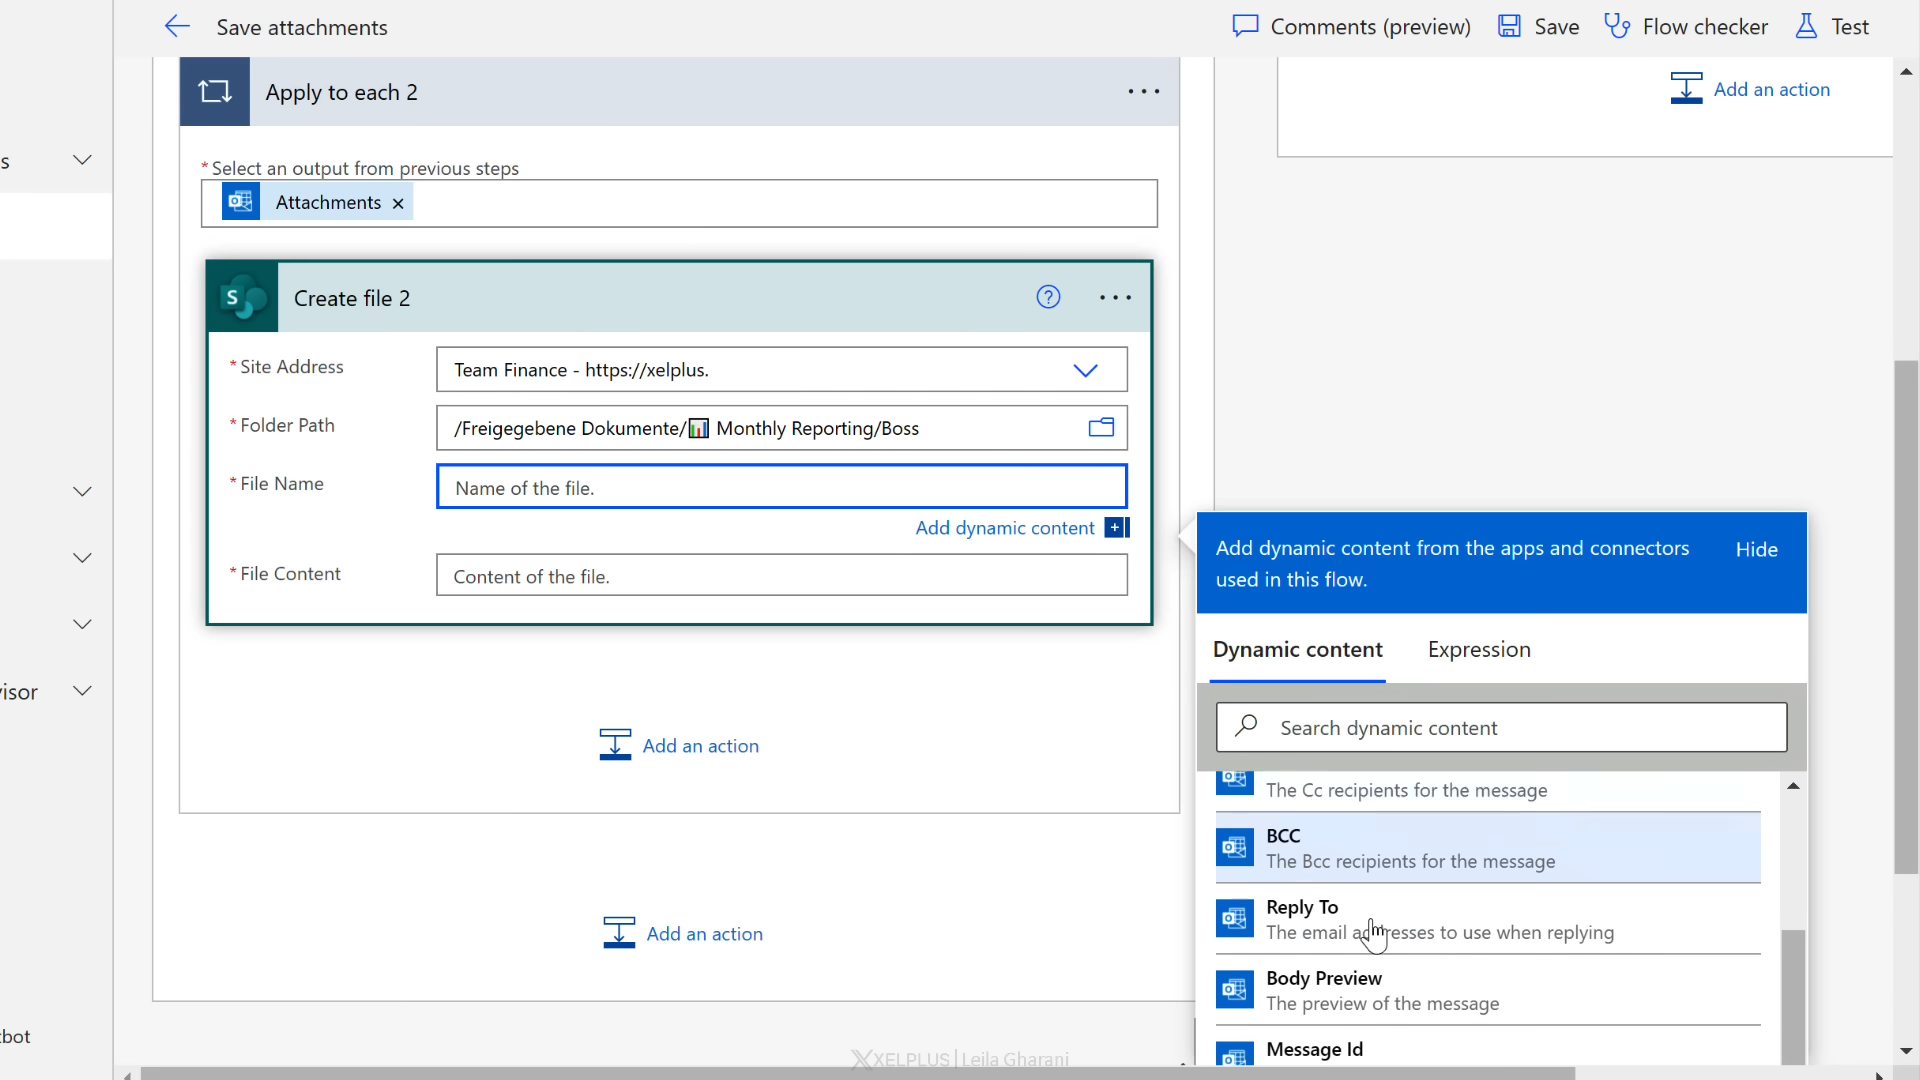 Save attachments
Comments (preview)
Save
Flow checker
Test
Apply to each 2
Add an action
s
* Select an output from previous steps
Attachments
Create file 2
* Site Address
Team Finance - https://xelplus.
* Folder Path
/Freigegebene Dokumente/📊 Monthly Reporting/Boss
* File Name
Name of the file.
Add dynamic content
* File Content
Content of the file.
Add dynamic content from the apps and connectors
used in this flow.
Hide
Dynamic content
Expression
Search dynamic content
visor
Add an action
The Cc recipients for the message
BCC
The Bcc recipients for the message
Reply To
The email addresses to use when replying
Add an action
Body Preview
The preview of the message
Message Id
tbot
XELPLUS | Leila Gharani